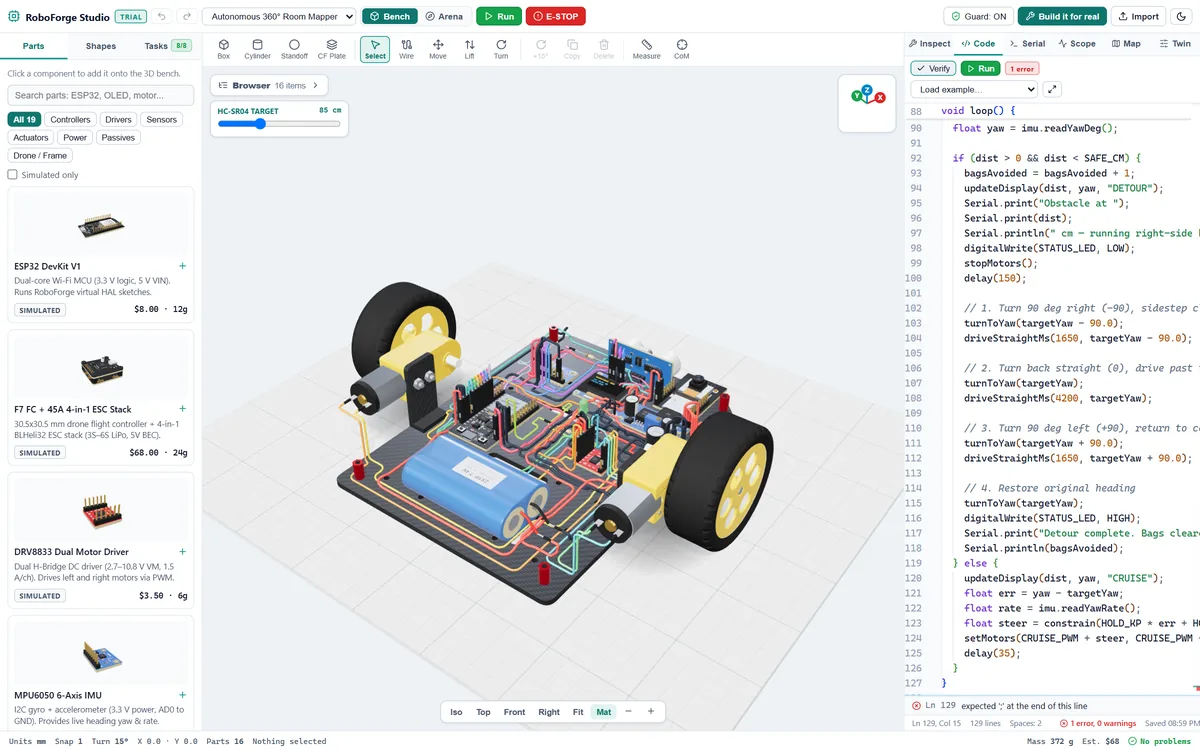 RoboForge Studio TRIAL Autonomous 360° Room Mapper Bench Arena Run E-STOP Guard: ON Build it for real Import
Parts Shapes Tasks 8/8
Click a component to add it onto the 3D bench.
Search parts: ESP32, OLED, motor...
All 19 Controllers
Drivers Sensors
Actuators Power Passives
Drone / Frame
Simulated only
ESP32 DevKit V1 +
Dual-core Wi-Fi MCU (3.3 V logic, 5 V VIN).
Runs RoboForge virtual HAL sketches.
SIMULATED $8.00 · 12g
F7 FC + 45A 4-in-1 ESC Stack +
30.5x30.5 mm drone flight controller + 4-in-1
BLHeli32 ESC stack (3S–6S LiPo, 5V BEC).
SIMULATED $68.00 · 24g
DRV8833 Dual Motor Driver +
Dual H-Bridge DC driver (2.7–10.8 V VM, 1.5
A/ch). Drives left and right motors via PWM.
SIMULATED $3.50 · 6g
MPU6050 6-Axis IMU +
I2C gyro + accelerometer (3.3 V power, AD0 to
GND). Provides live heading yaw & rate.
Box Cylinder Standoff CF Plate Select Wire Move Lift Turn +15° Copy Delete Measure CoM
Browser 16 items
HC-SR04 TARGET 85 cm
Y Z X
Iso Top Front Right Fit Mat − +
Inspect Code Serial Scope Map Twin
Verify Run 1 error
Load example...
88 void loop() {
90 float yaw = imu.readYawDeg();
91
92 if (dist > 0 && dist < SAFE_CM) {
93 bagsAvoided = bagsAvoided + 1;
94 updateDisplay(dist, yaw, "DETOUR");
95 Serial.print("Obstacle at ");
96 Serial.print(dist);
97 Serial.println(" cm — running right-side
98 digitalWrite(STATUS_LED, LOW);
99 stopMotors();
100 delay(150);
101
102 // 1. Turn 90 deg right (−90), sidestep c
103 turnToYaw(targetYaw − 90.0);
104 driveStraightMs(1650, targetYaw − 90.0);
105
106 // 2. Turn back straight (0), drive past
107 turnToYaw(targetYaw);
108 driveStraightMs(4200, targetYaw);
109
110 // 3. Turn 90 deg left (+90), return to c
111 turnToYaw(targetYaw + 90.0);
112 driveStraightMs(1650, targetYaw + 90.0);
113
114 // 4. Restore original heading
115 turnToYaw(targetYaw);
116 digitalWrite(STATUS_LED, HIGH);
117 Serial.print("Detour complete. Bags clear
118 Serial.println(bagsAvoided);
119 } else {
120 updateDisplay(dist, yaw, "CRUISE");
121 float err = yaw − targetYaw;
122 float rate = imu.readYawRate();
123 float steer = constrain(HOLD_KP * err + H
124 setMotors(CRUISE_PWM + steer, CRUISE_PWM
125 delay(35);
126 }
127 }
Ln 129 expected ';' at the end of this line
Ln 129, Col 15 129 lines Spaces: 2 1 error, 0 warnings Saved 08:59 PM
Units mm Snap 1 Turn 15° X 0.0 · Y 0.0 Parts 16 Nothing selected Mass 372 g Est. $68 No problems